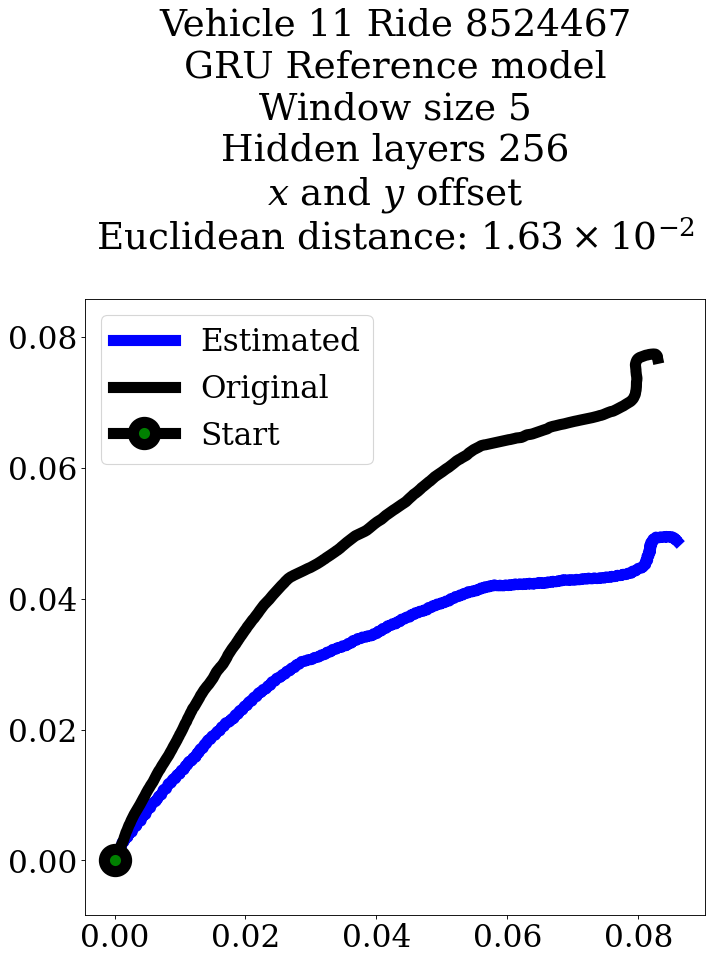 Vehicle 11 Ride 8524467
GRU Reference model
Window size 5
Hidden layers 256
x and y offset
Euclidean distance: 1.63 × 10⁻²
Estimated
Original
Start
0.08
0.06
0.04
0.02
0.00
0.00 0.02 0.04 0.06 0.08